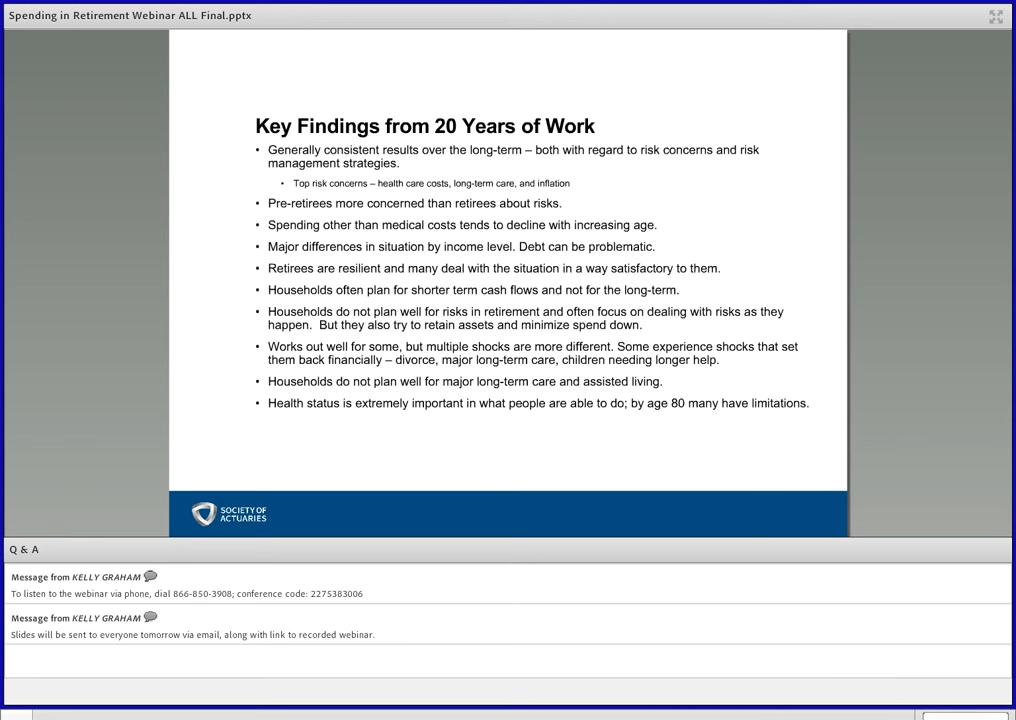 Spending in Retirement Webinar ALL Final.pptx
Key Findings from 20 Years of Work
• Generally consistent results over the long-term – both with regard to risk concerns and risk
management strategies.
• Top risk concerns – health care costs, long-term care, and inflation
• Pre-retirees more concerned than retirees about risks.
• Spending other than medical costs tends to decline with increasing age.
• Major differences in situation by income level. Debt can be problematic.
• Retirees are resilient and many deal with the situation in a way satisfactory to them.
• Households often plan for shorter term cash flows and not for the long-term.
• Households do not plan well for risks in retirement and often focus on dealing with risks as they
happen.  But they also try to retain assets and minimize spend down.
• Works out well for some, but multiple shocks are more different. Some experience shocks that set
them back financially – divorce, major long-term care, children needing longer help.
• Households do not plan well for major long-term care and assisted living.
• Health status is extremely important in what people are able to do; by age 80 many have limitations.
SOCIETY OF
ACTUARIES
Q & A
Message from KELLY GRAHAM
To listen to the webinar via phone, dial 866-850-3908; conference code: 2275383006
Message from KELLY GRAHAM
Slides will be sent to everyone tomorrow via email, along with link to recorded webinar.